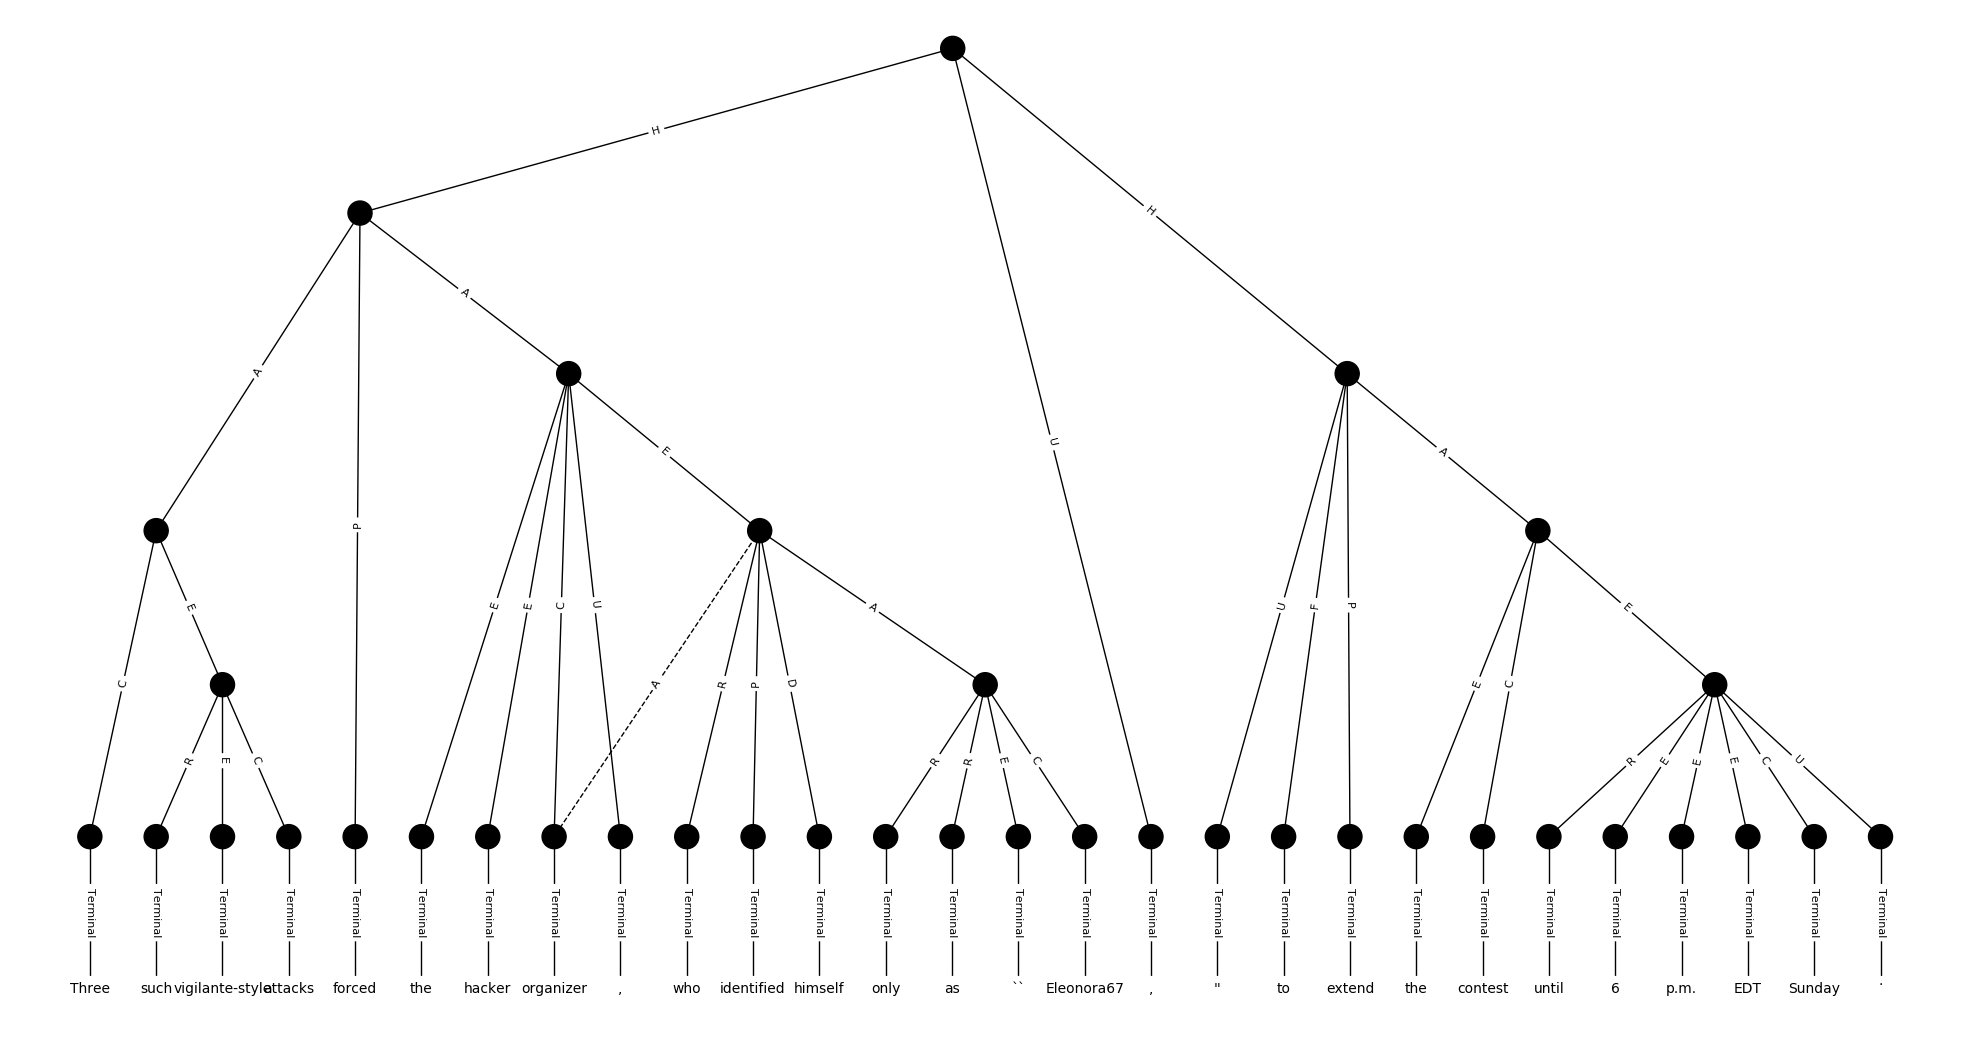 H
H
A
A
U
P
E
A
C
E
E
E
C
U
A
R
P
D
A
U
F
P
E
C
E
R
E
C
R
R
E
C
R
E
E
E
C
U
Terminal Terminal Terminal Terminal Terminal Terminal Terminal Terminal Terminal Terminal Terminal Terminal Terminal Terminal Terminal Terminal Terminal Terminal Terminal Terminal Terminal Terminal Terminal Terminal Terminal Terminal Terminal Terminal
Three such vigilante-style attacks forced the hacker organizer , who identified himself only as `` Eleonora67 , " to extend the contest until 6 p.m. EDT Sunday .